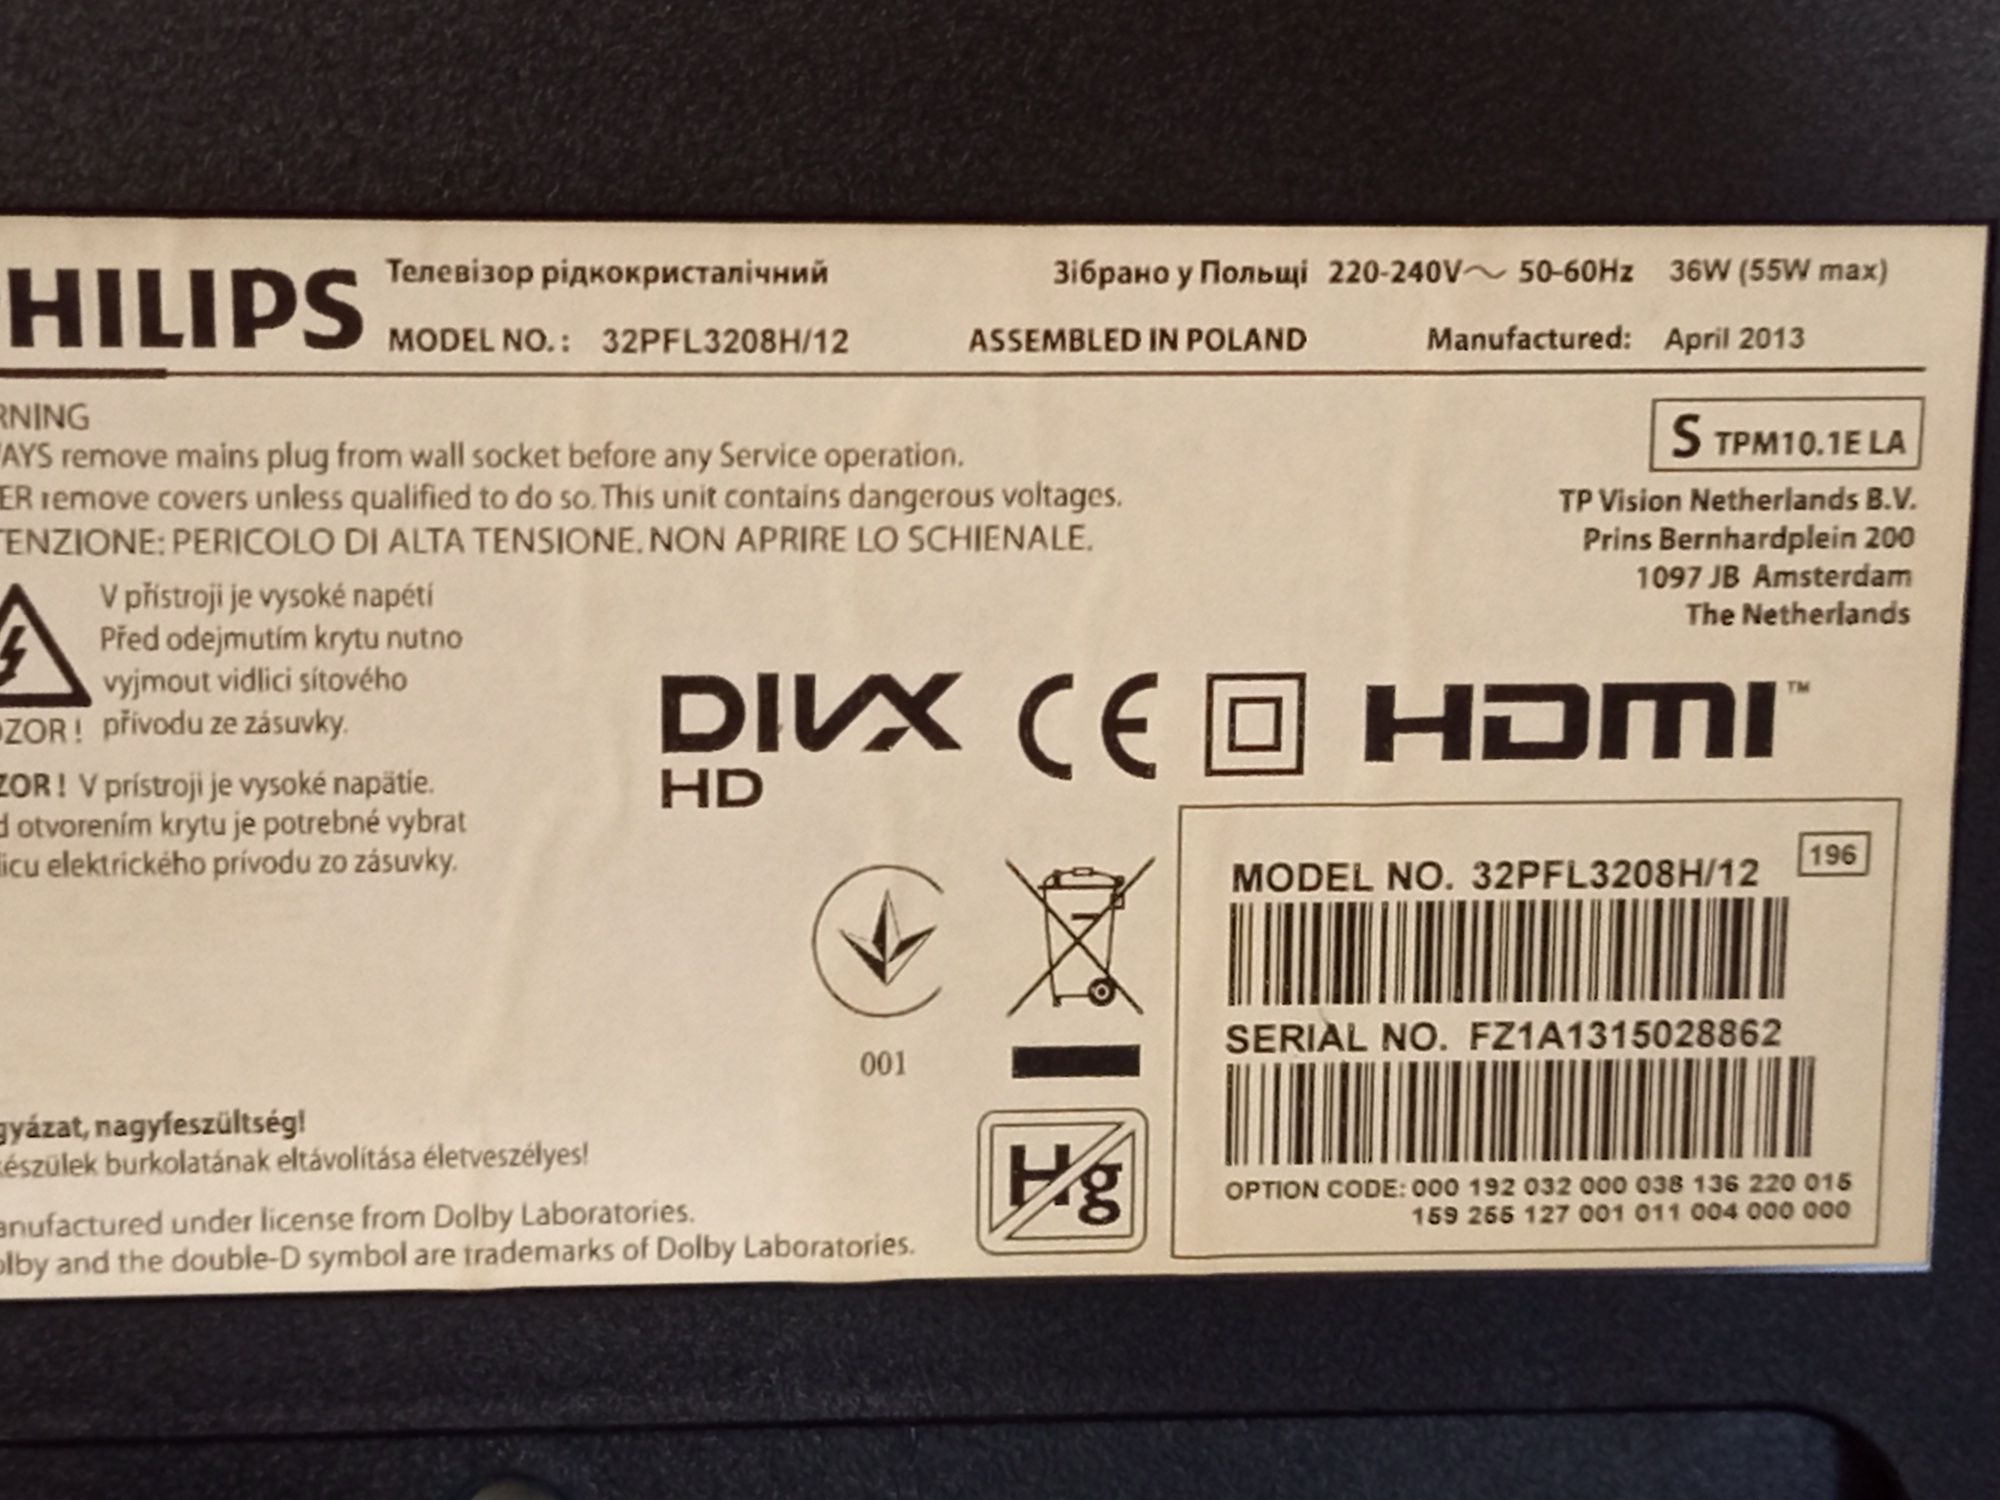 PHILIPS
Телевізор рідкокристалічний Зібрано у Польщі 220-240V~ 50-60Hz 36W (55W max)
MODEL NO.: 32PFL3208H/12 ASSEMBLED IN POLAND Manufactured: April 2013
RNING
AYS remove mains plug from wall socket before any Service operation.
ER remove covers unless qualified to do so. This unit contains dangerous voltages.
TENZIONE: PERICOLO DI ALTA TENSIONE. NON APRIRE LO SCHIENALE.
S TPM10.1E LA
TP Vision Netherlands B.V.
Prins Bernhardplein 200
1097 JB Amsterdam
The Netherlands
V přístroji je vysoké napétí
Před odejmutím krytu nutno
vyjmout vidlici sítového
OZOR! přívodu ze zásuvky.
ZOR! V prístroji je vysoké napätie.
d otvorením krytu je potrebné vybrat
licu elektrického prívodu zo zásuvky.
DIVX
HD
CE
HDMI™
001
Hg
MODEL NO. 32PFL3208H/12
196
SERIAL NO. FZ1A1315028862
OPTION CODE: 000 192 032 000 038 136 220 015
159 255 127 001 011 004 000 000
gyázat, nagyfeszültség!
észülek burkolatának eltávolítása életveszélyes!
anufactured under license from Dolby Laboratories.
olby and the double-D symbol are trademarks of Dolby Laboratories.